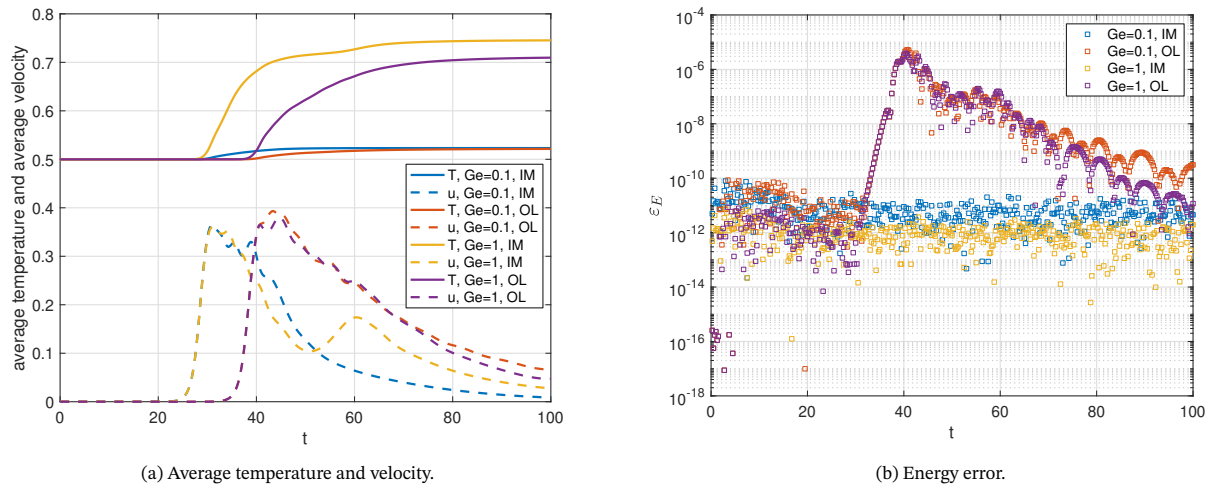 0.8
0.7
0.6
0.5
0.4
0.3
0.2
0.1
0
average temperature and average velocity
T, Ge=0.1, IM
u, Ge=0.1, IM
T, Ge=0.1, OL
u, Ge=0.1, OL
T, Ge=1, IM
u, Ge=1, IM
T, Ge=1, OL
u, Ge=1, OL
0 20 40 60 80 100
t
(a) Average temperature and velocity.
10^-4
10^-6
10^-8
10^-10
10^-12
10^-14
10^-16
10^-18
ε_E
Ge=0.1, IM
Ge=0.1, OL
Ge=1, IM
Ge=1, OL
0 20 40 60 80 100
t
(b) Energy error.